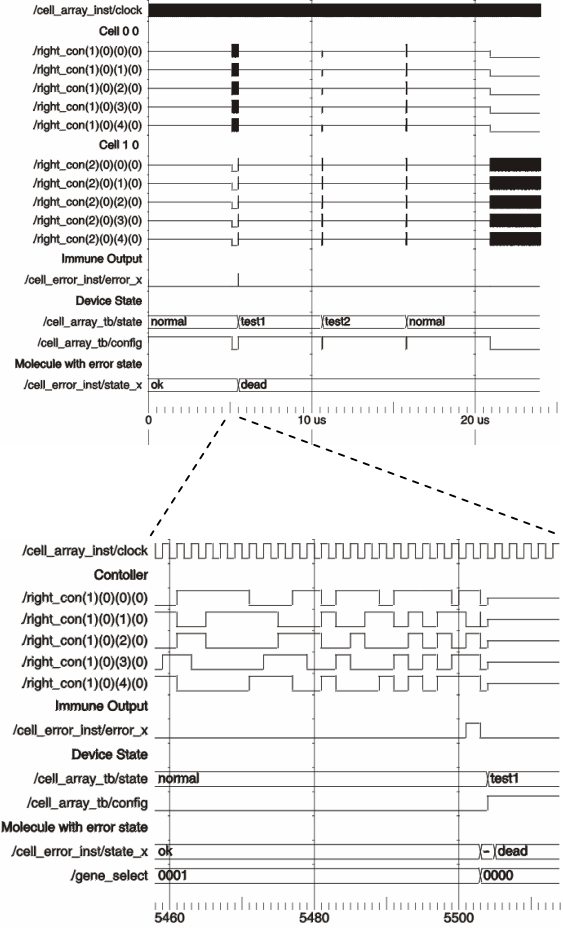 /cell_array_inst/clock
Cell 0 0
/right_con(1)(0)(0)(0)
/right_con(1)(0)(1)(0)
/right_con(1)(0)(2)(0)
/right_con(1)(0)(3)(0)
/right_con(1)(0)(4)(0)
Cell 1 0
/right_con(2)(0)(0)(0)
/right_con(2)(0)(1)(0)
/right_con(2)(0)(2)(0)
/right_con(2)(0)(3)(0)
/right_con(2)(0)(4)(0)
Immune Output
/cell_error_inst/error_x
Device State
/cell_array_tb/state normal test1 test2 normal
/cell_array_tb/config
Molecule with error state
/cell_error_inst/state_x ok dead
0 10 us 20 us
/cell_array_inst/clock
Contoller
/right_con(1)(0)(0)(0)
/right_con(1)(0)(1)(0)
/right_con(1)(0)(2)(0)
/right_con(1)(0)(3)(0)
/right_con(1)(0)(4)(0)
Immune Output
/cell_error_inst/error_x
Device State
/cell_array_tb/state normal test1
/cell_array_tb/config
Molecule with error state
/cell_error_inst/state_x ok - dead
/gene_select 0001 0000
5460 5480 5500